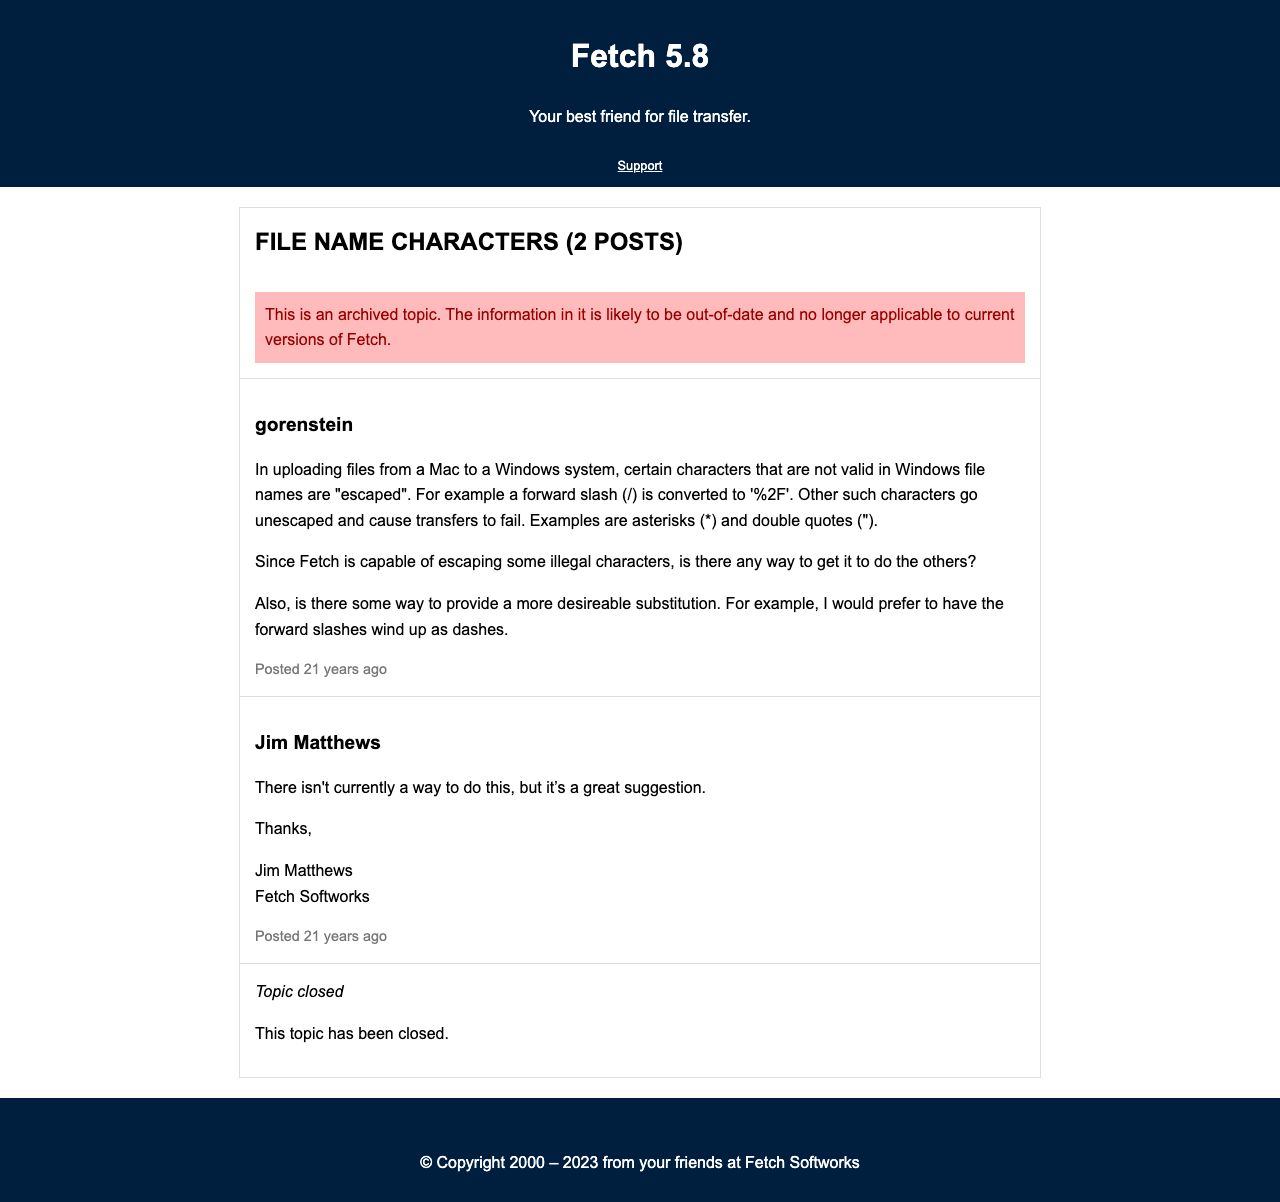 Fetch 5.8
Your best friend for file transfer.
Support
FILE NAME CHARACTERS (2 POSTS)
This is an archived topic. The information in it is likely to be out-of-date and no longer applicable to current
versions of Fetch.
gorenstein
In uploading files from a Mac to a Windows system, certain characters that are not valid in Windows file
names are "escaped". For example a forward slash (/) is converted to '%2F'. Other such characters go
unescaped and cause transfers to fail. Examples are asterisks (*) and double quotes (").
Since Fetch is capable of escaping some illegal characters, is there any way to get it to do the others?
Also, is there some way to provide a more desireable substitution. For example, I would prefer to have the
forward slashes wind up as dashes.
Posted 21 years ago
Jim Matthews
There isn't currently a way to do this, but it’s a great suggestion.
Thanks,
Jim Matthews
Fetch Softworks
Posted 21 years ago
Topic closed
This topic has been closed.
© Copyright 2000 – 2023 from your friends at Fetch Softworks